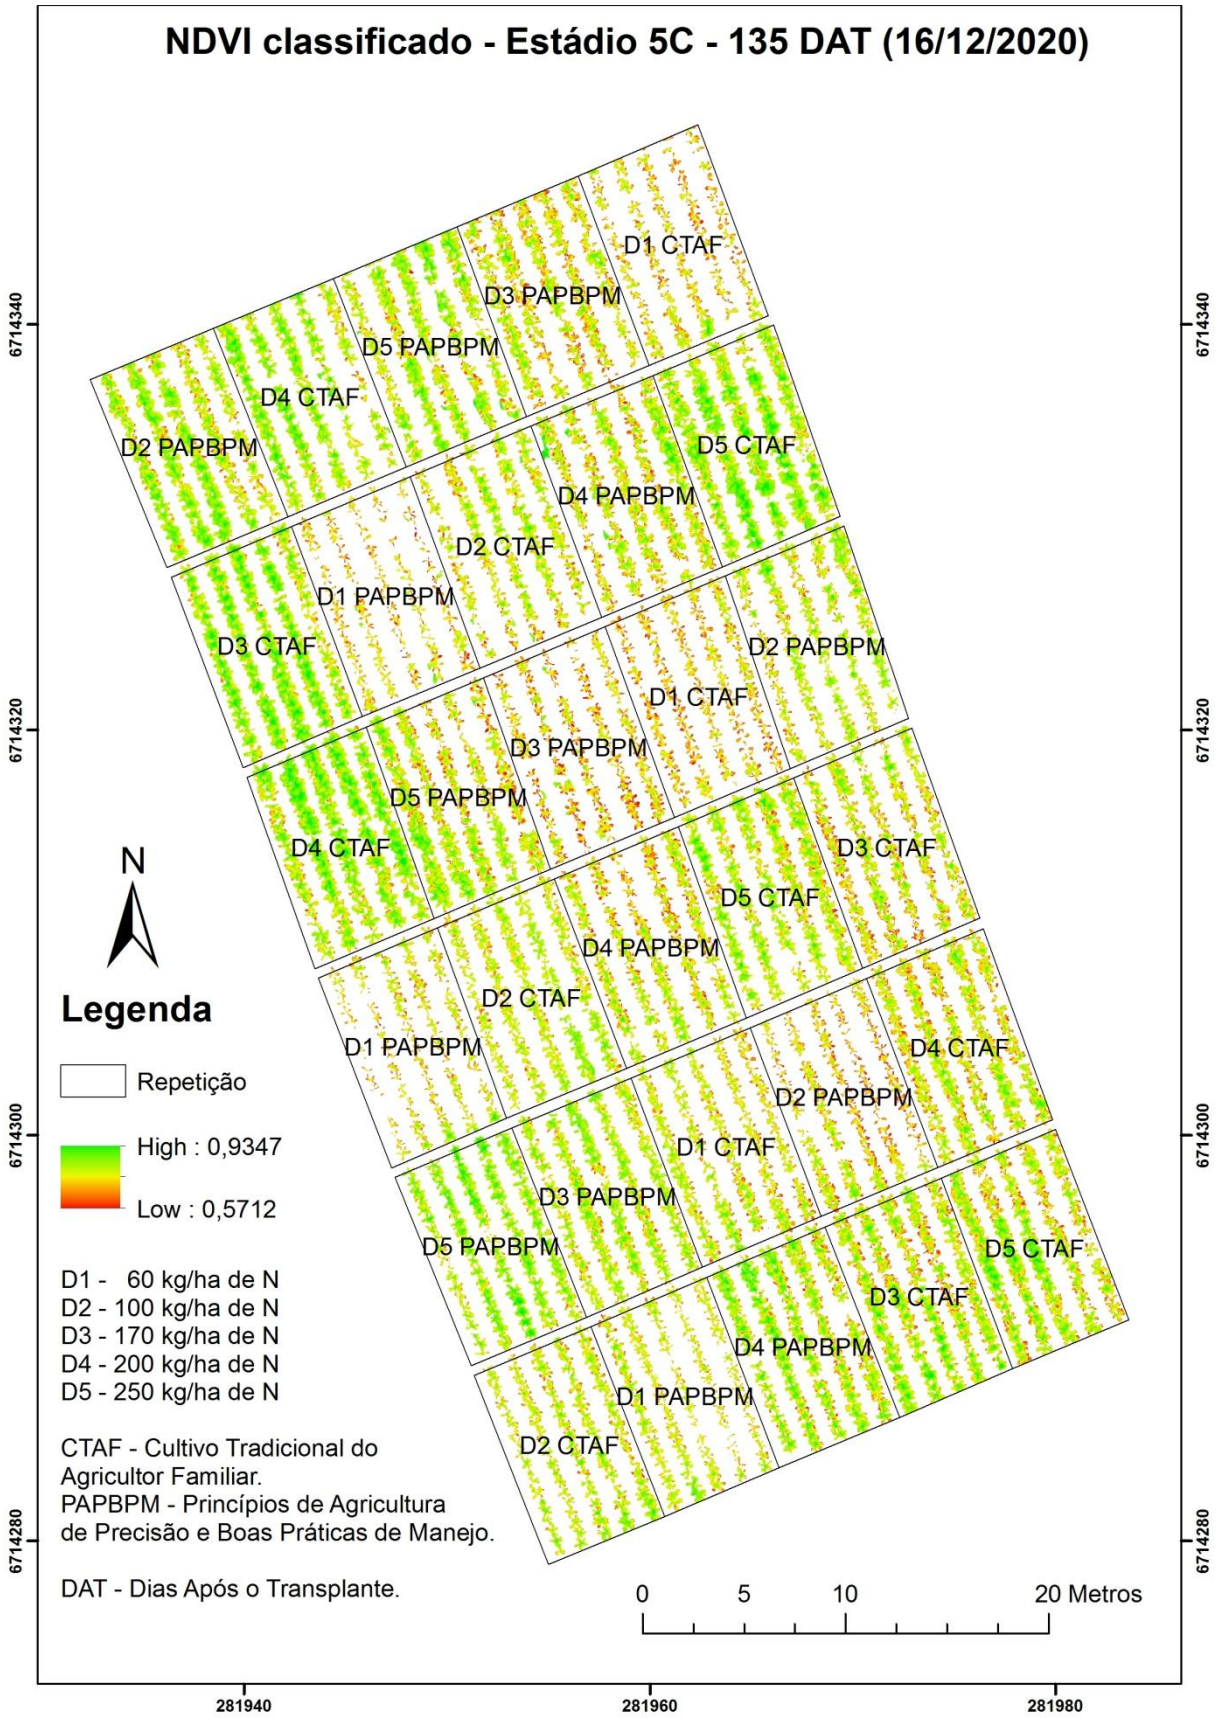 NDVI classificado - Estádio 5C - 135 DAT (16/12/2020)
D1 CTAF
D3 PAPBPM
D5 PAPBPM
D4 CTAF
D2 PAPBPM
D5 CTAF
D4 PAPBPM
D2 CTAF
D1 PAPBPM
D3 CTAF
D2 PAPBPM
D1 CTAF
D3 PAPBPM
D5 PAPBPM
D4 CTAF
D3 CTAF
D5 CTAF
D4 PAPBPM
D2 CTAF
D1 PAPBPM
D4 CTAF
D2 PAPBPM
D1 CTAF
D3 PAPBPM
D5 PAPBPM
D5 CTAF
D3 CTAF
D4 PAPBPM
D1 PAPBPM
D2 CTAF
6714340
6714320
6714300
6714280
6714340
6714320
6714300
6714280
N
Legenda
Repetição
High : 0,9347
Low : 0,5712
D1 - 60 kg/ha de N
D2 - 100 kg/ha de N
D3 - 170 kg/ha de N
D4 - 200 kg/ha de N
D5 - 250 kg/ha de N
CTAF - Cultivo Tradicional do
Agricultor Familiar.
PAPBPM - Princípios de Agricultura
de Precisão e Boas Práticas de Manejo.
DAT - Dias Após o Transplante.
0 5 10 20 Metros
281940 281960 281980